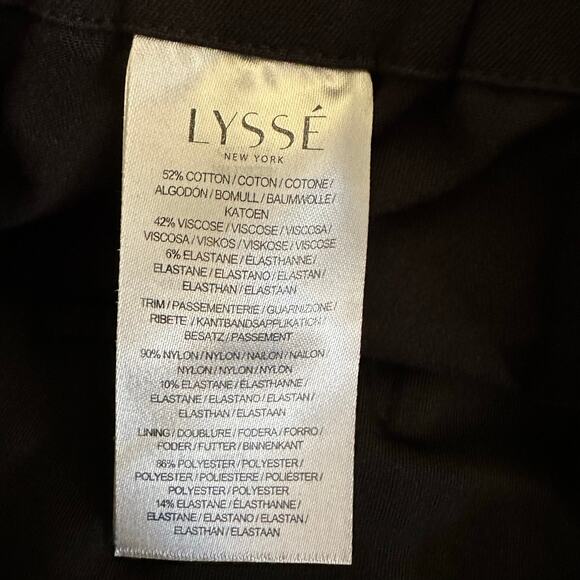 LYSSÉ
NEW YORK
52% COTTON / COTON / COTONE /
ALGODÓN / BOMULL / BAUMWOLLE /
KATOEN
42% VISCOSE / VISCOSE / VISCOSA /
VISCOSA / VISKOS / VISKOSE / VISCOSE
6% ELASTANE / ÉLASTHANNE /
ELASTANE / ELASTANO / ELASTAN /
ELASTHAN / ELASTAAN
TRIM / PASSEMENTERIE / GUARNIZIONE /
RIBETE / KANTBANDSAPPLIKATION /
BESATZ / PASSEMENT
90% NYLON / NYLON / NAILON / NAILON /
NYLON / NYLON / NYLON
10% ELASTANE / ÉLASTHANNE /
ELASTANE / ELASTANO / ELASTAN /
ELASTHAN / ELASTAAN
LINING / DOUBLURE / FODERA / FORRO /
FODER / FUTTER / BINNENKANT
86% POLYESTER / POLYESTER /
POLYESTER / POLIESTERE / POLIÉSTER /
POLYESTER / POLYESTER
14% ELASTANE / ÉLASTHANNE /
ELASTANE / ELASTANO / ELASTAN /
ELASTHAN / ELASTAAN